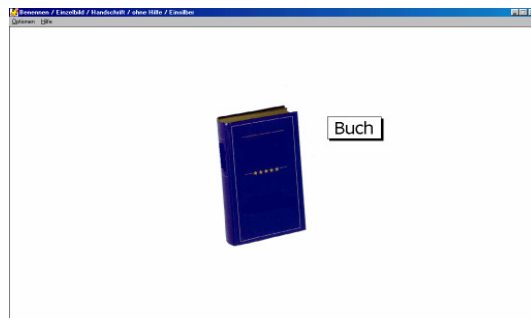 Benennen / Einzelbild / Handschrift / ohne Hilfe / Einsilber
Optionen Hilfe
Buch